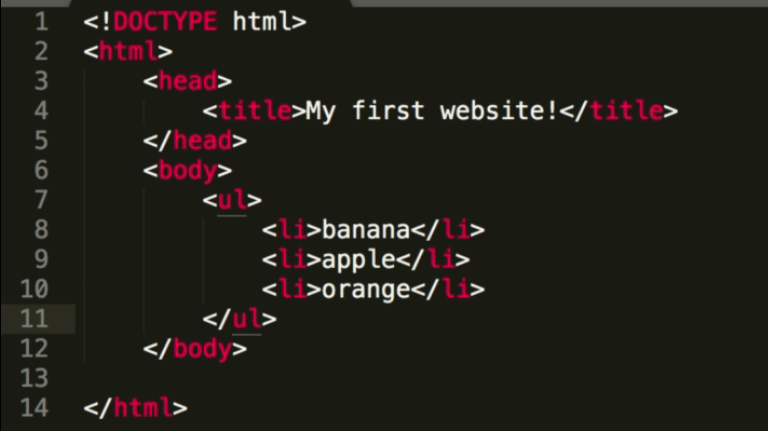 1 <!DOCTYPE html>
2 <html>
3     <head>
4         <title>My first website!</title>
5     </head>
6     <body>
7         <ul>
8             <li>banana</li>
9             <li>apple</li>
10             <li>orange</li>
11         </ul>
12     </body>
13
14 </html>